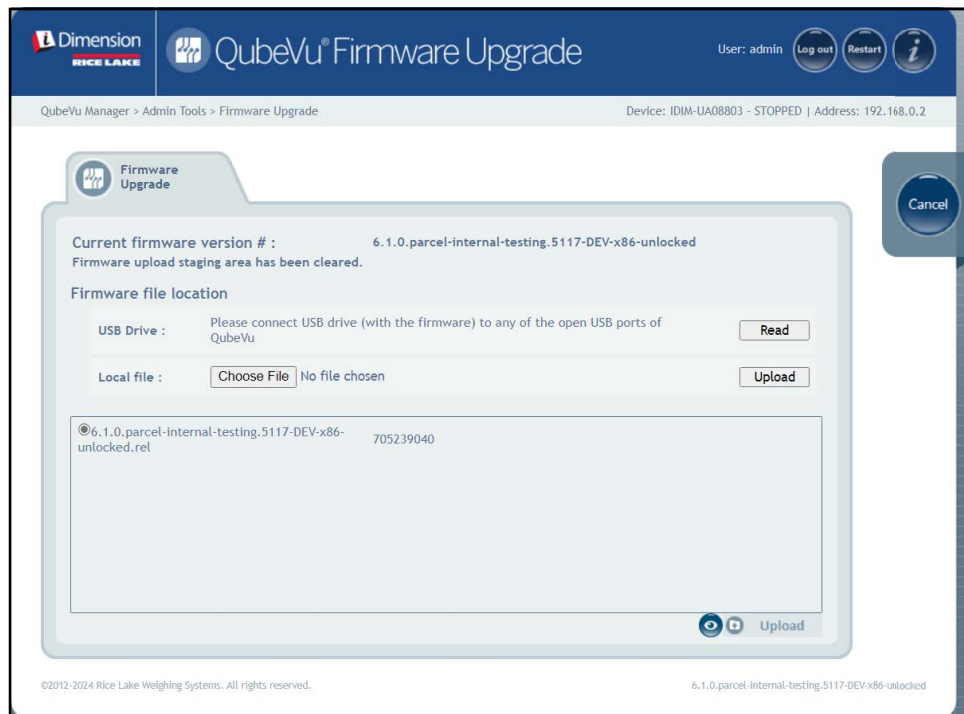 iDimension
RICE LAKE
QubeVu® Firmware Upgrade
User: admin
Log out
Restart
i
QubeVu Manager > Admin Tools > Firmware Upgrade
Device: IDIM-UA08803 - STOPPED | Address: 192.168.0.2
Firmware
Upgrade
Cancel
Current firmware version # : 6.1.0.parcel-internal-testing.5117-DEV-x86-unlocked
Firmware upload staging area has been cleared.
Firmware file location
USB Drive : Please connect USB drive (with the firmware) to any of the open USB ports of
QubeVu
Read
Local file : Choose File No file chosen Upload
6.1.0.parcel-internal-testing.5117-DEV-x86-
unlocked.rel
705239040
Upload
©2012-2024 Rice Lake Weighing Systems. All rights reserved.
6.1.0.parcel-internal-testing.5117-DEV-x86-unlocked